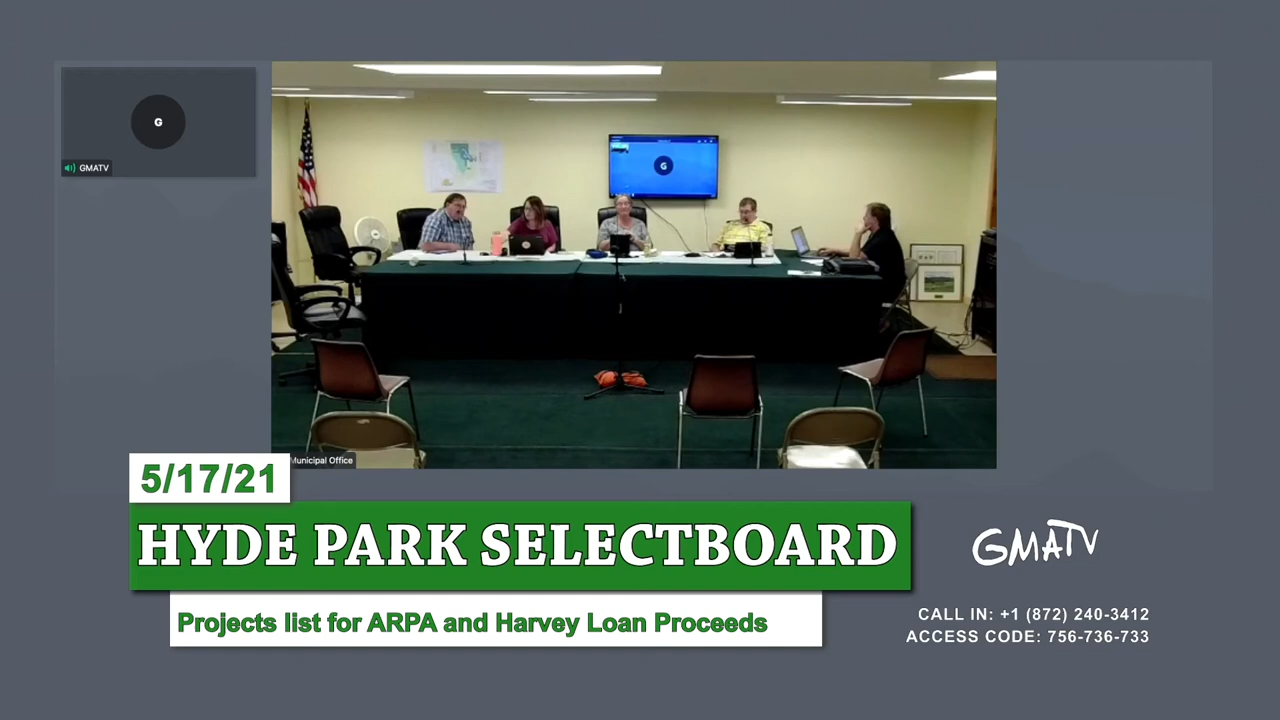 G
GMATV
G
Municipal Office
5/17/21
HYDE PARK SELECTBOARD
Projects list for ARPA and Harvey Loan Proceeds
GMATV
CALL IN: +1 (872) 240-3412
ACCESS CODE: 756-736-733